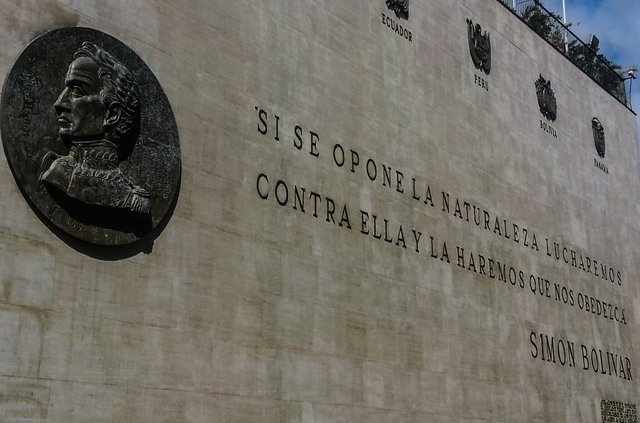 ECUADOR
PERU
BOLIVIA
PANAMA
"SI SE OPONE LA NATURALEZA LUCHAREMOS
CONTRA ELLA Y LA HAREMOS QUE NOS OBEDEZCA
SIMON BOLIVAR